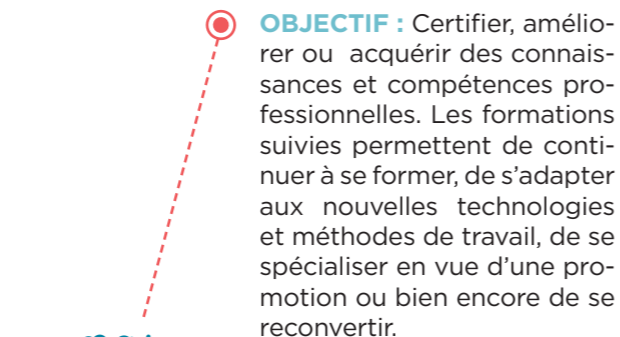 OBJECTIF : Certifier, amélio-
rer ou acquérir des connais-
sances et compétences pro-
fessionnelles. Les formations
suivies permettent de conti-
nuer à se former, de s’adapter
aux nouvelles technologies
et méthodes de travail, de se
spécialiser en vue d’une pro-
motion ou bien encore de se
reconvertir.